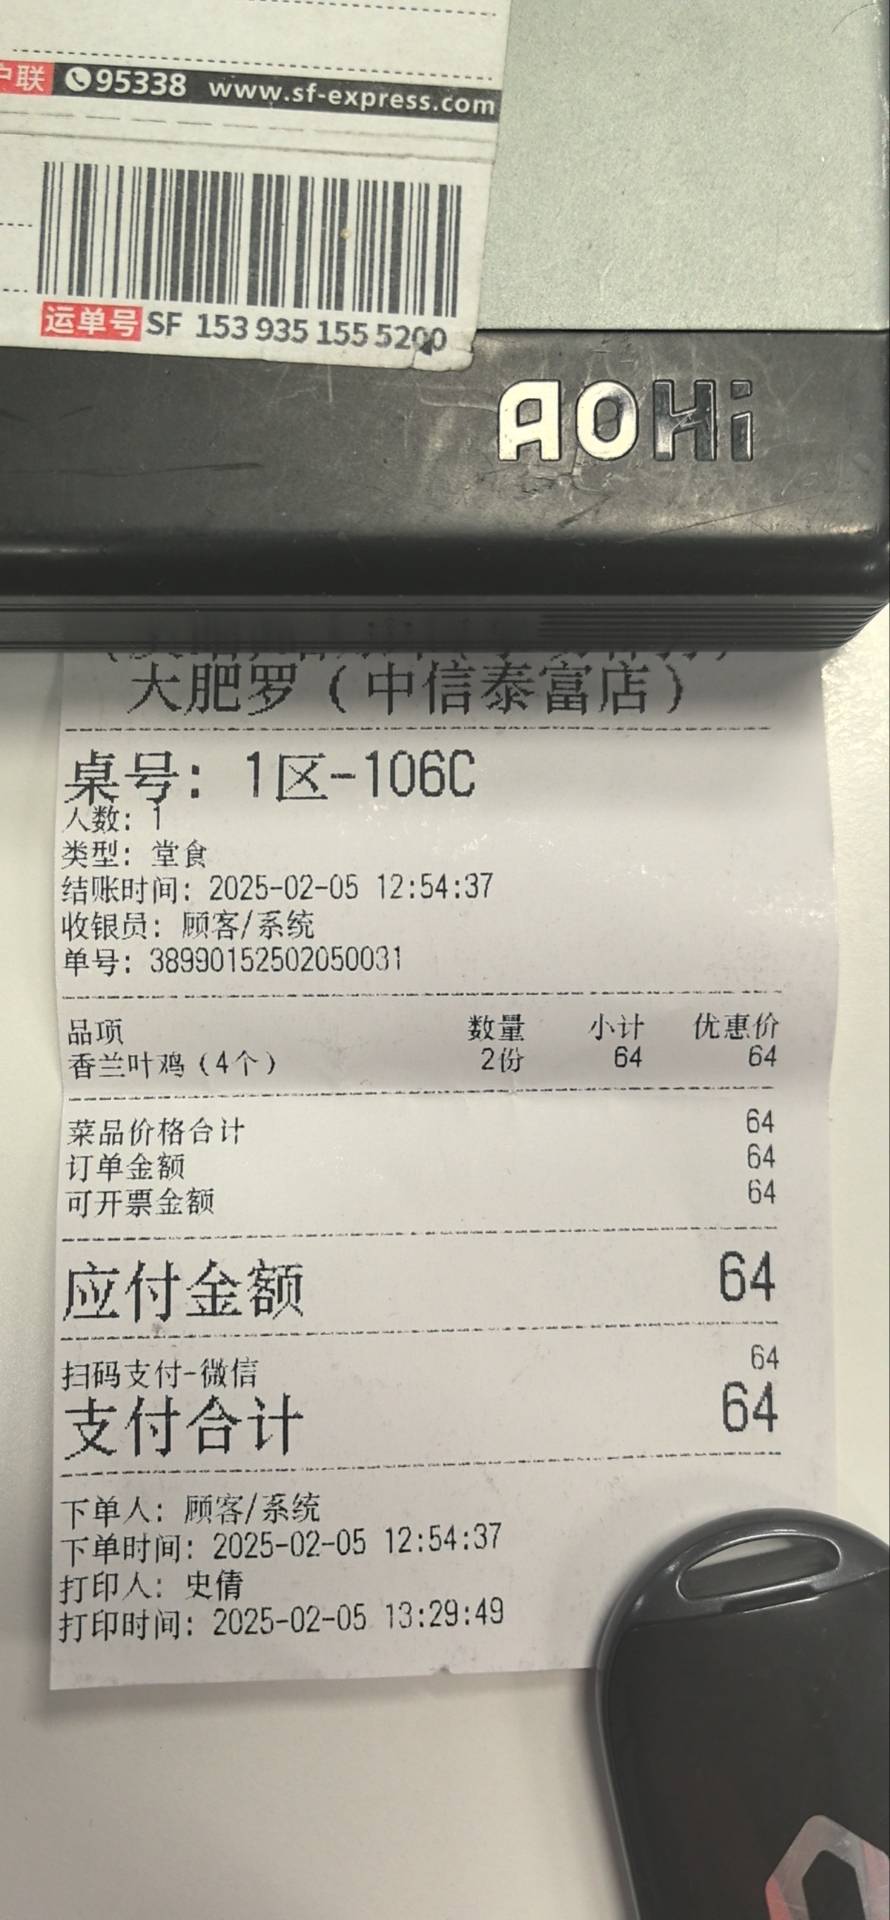 户联 95338 www.sf-express.com
运单号 SF 153 935 155 5200
AOHi
大肥罗（中信泰富店）
桌号: 1区-106C
人数: 1
类型: 堂食
结账时间: 2025-02-05 12:54:37
收银员: 顾客/系统
单号: 38990152502050031
品项 数量 小计 优惠价
香兰叶鸡（4个） 2份 64 64
菜品价格合计 64
订单金额 64
可开票金额 64
应付金额 64
扫码支付-微信 64
支付合计 64
下单人: 顾客/系统
下单时间: 2025-02-05 12:54:37
打印人: 史倩
打印时间: 2025-02-05 13:29:49